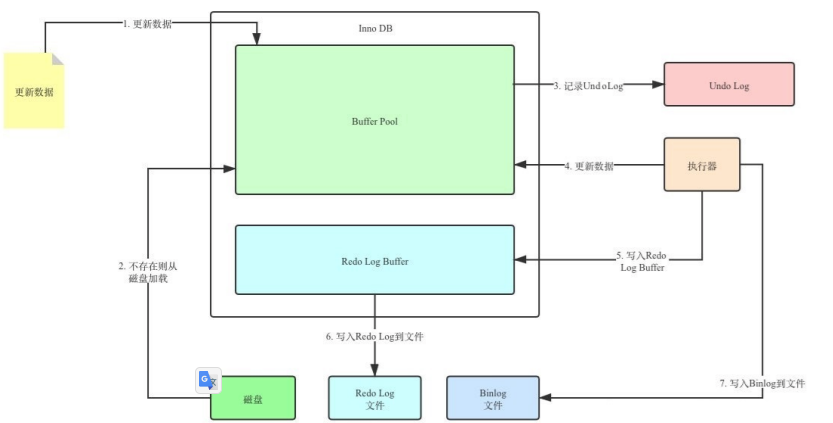 1. 更新数据
Inno DB
更新数据
Buffer Pool
3. 记录UndoLog
Undo Log
4. 更新数据
执行器
2. 不存在则从
磁盘加载
Redo Log Buffer
5. 写入Redo
Log Buffer
6. 写入Redo Log到文件
7. 写入Binlog到文件
G
文
磁盘
Redo Log
文件
Binlog
文件